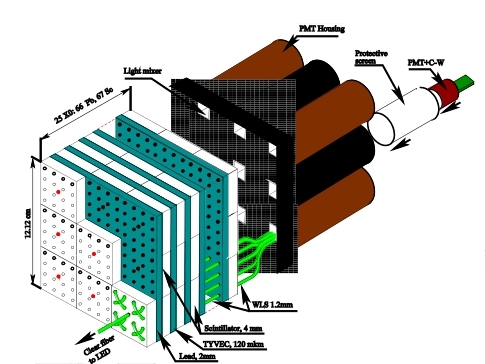 PMT Housing
Protective
screen
PMT+C-W
Light mixer
25 X0: 66 Pb, 67 Sc
12.12 cm
WLS 1.2mm
Scintillator, 4 mm
TYVEC, 120 mkm
Lead, 2mm
Clear fiber
to LED